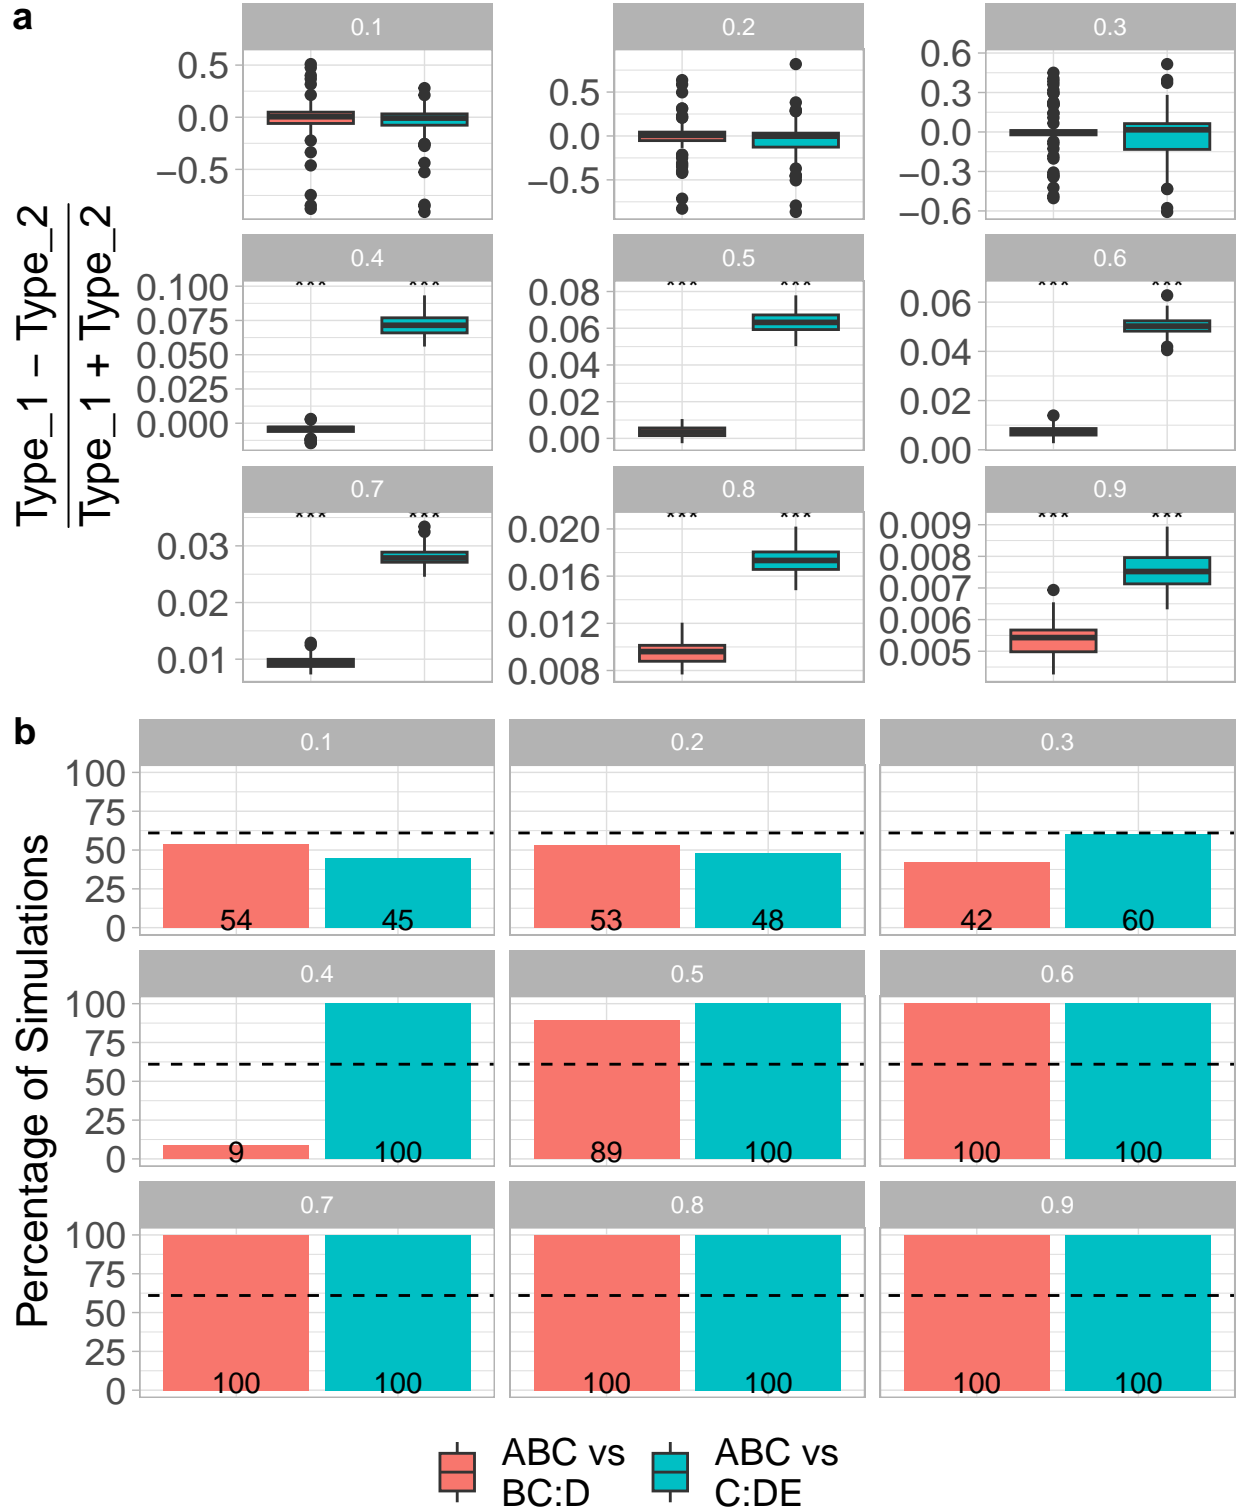 a
0.1 0.2 0.3
0.5 0.0 −0.5
0.5 0.0 −0.5
0.6 0.3 0.0 −0.3 −0.6
0.4 0.5 0.6
*** *** *** *** *** ***
0.100 0.075 0.050 0.025 0.000
0.08 0.06 0.04 0.02 0.00
0.06 0.04 0.02 0.00
0.7 0.8 0.9
*** *** *** *** *** ***
0.03 0.02 0.01
0.020 0.016 0.012 0.008
0.009 0.008 0.007 0.006 0.005
Type_1 − Type_2
Type_1 + Type_2
b
0.1 0.2 0.3
100 75 50 25 0
54 45 53 48 42 60
0.4 0.5 0.6
100 75 50 25 0
9 100 89 100 100 100
0.7 0.8 0.9
100 75 50 25 0
100 100 100 100 100 100
Percentage of Simulations
ABC vs
BC:D
ABC vs
C:DE